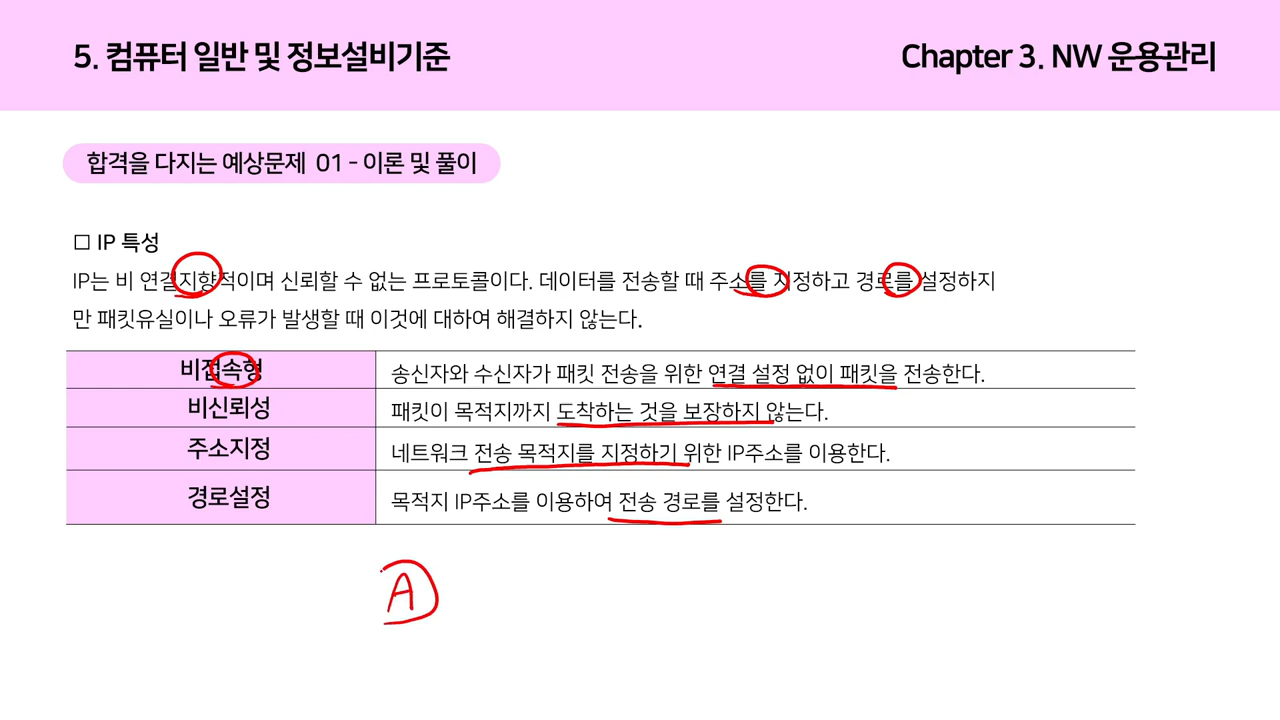 5. 컴퓨터 일반 및 정보설비기준
Chapter 3. NW 운용관리
합격을 다지는 예상문제 01 - 이론 및 풀이
□ IP 특성
IP는 비 연결지향적이며 신뢰할 수 없는 프로토콜이다. 데이터를 전송할 때 주소를 지정하고 경로를 설정하지
만 패킷유실이나 오류가 발생할 때 이것에 대하여 해결하지 않는다.
비접속형 송신자와 수신자가 패킷 전송을 위한 연결 설정 없이 패킷을 전송한다.
비신뢰성 패킷이 목적지까지 도착하는 것을 보장하지 않는다.
주소지정 네트워크 전송 목적지를 지정하기 위한 IP주소를 이용한다.
경로설정 목적지 IP주소를 이용하여 전송 경로를 설정한다.
A